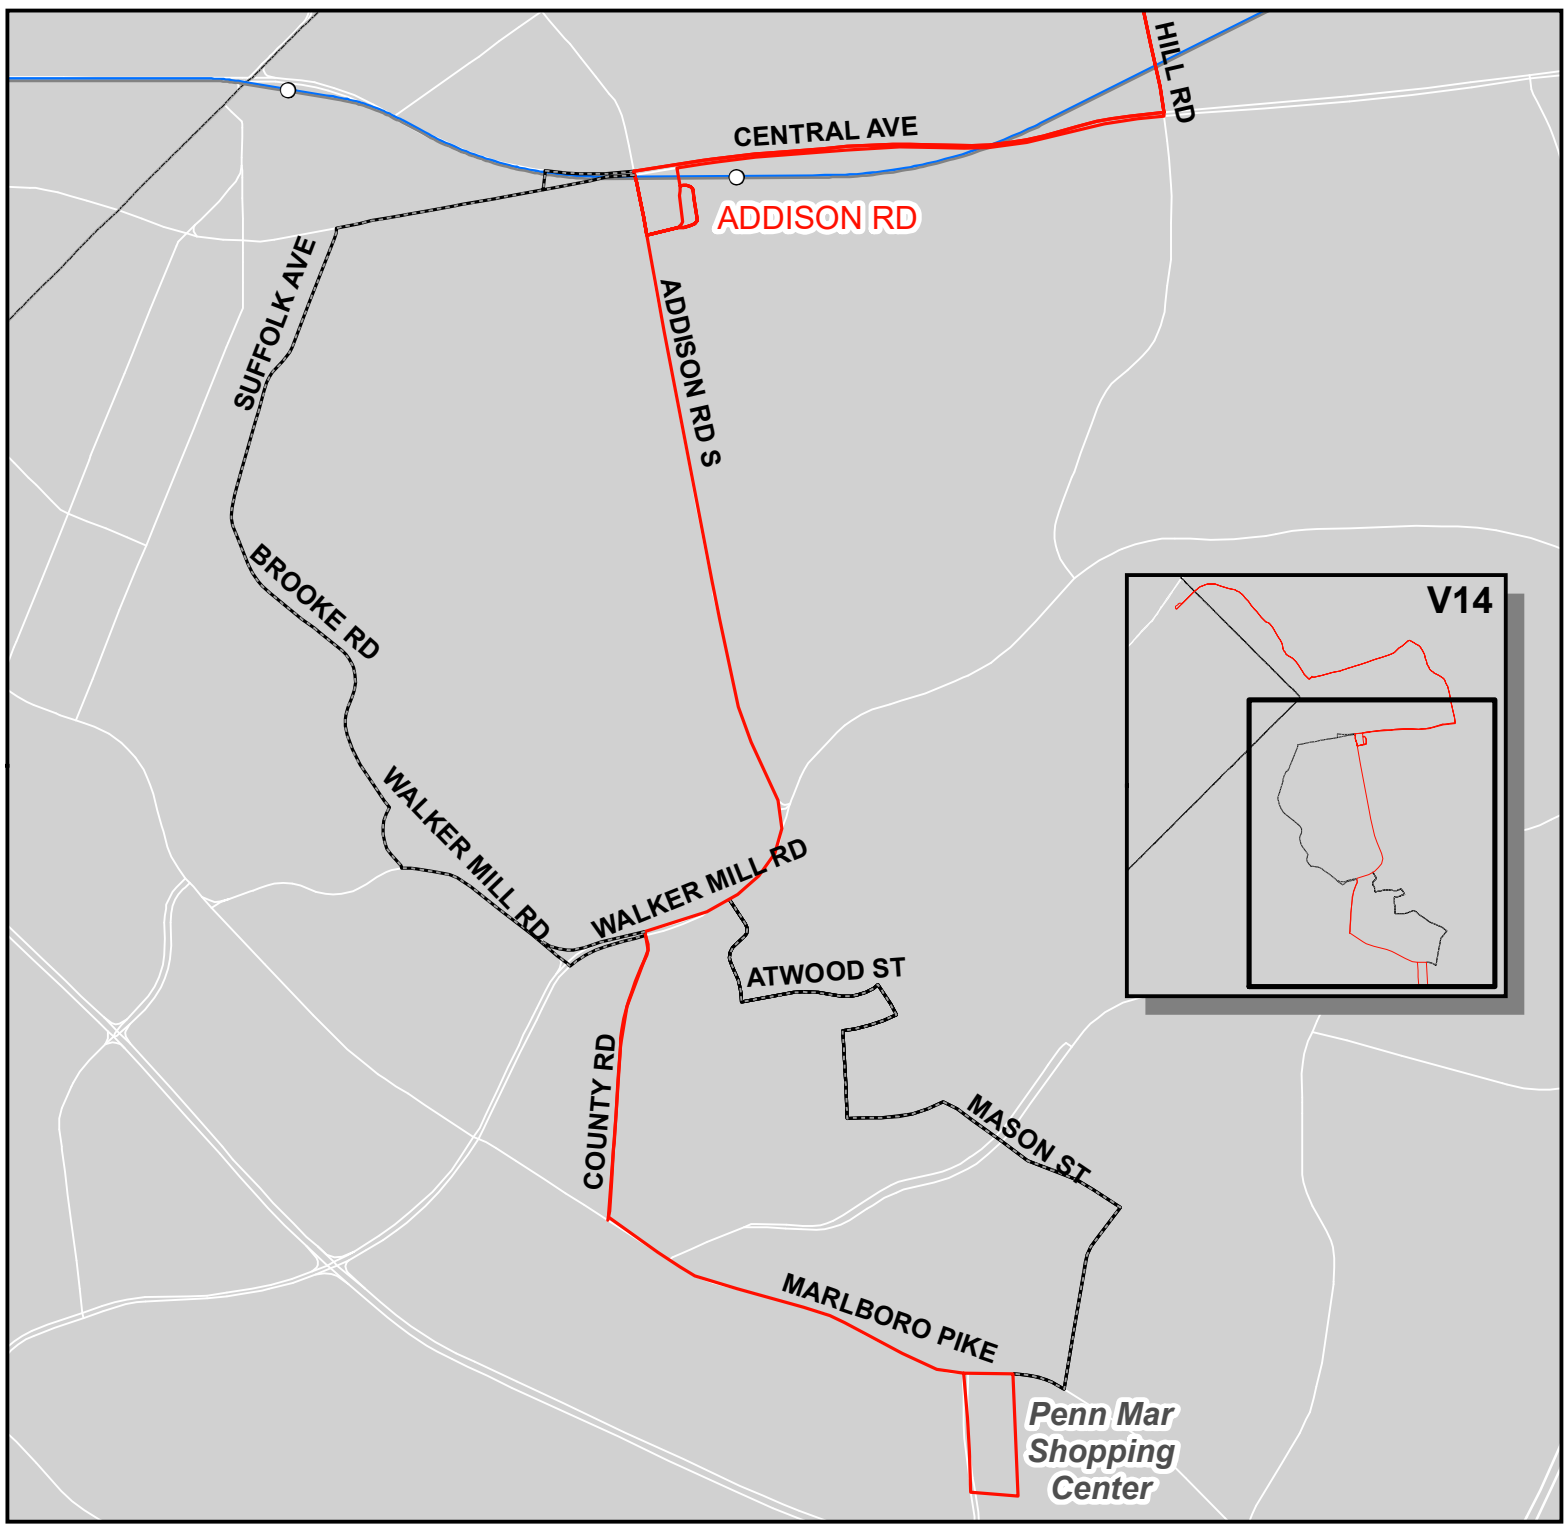 HILL RD
CENTRAL AVE
ADDISON RD
SUFFOLK AVE
ADDISON RD S
BROOKE RD
V14
WALKER MILL RD
WALKER MILL RD
ATWOOD ST
COUNTY RD
MASON ST
MARLBORO PIKE
Penn Mar
Shopping
Center